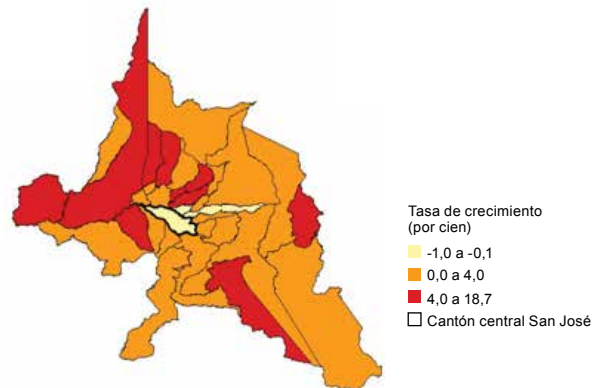 Tasa de crecimiento
(por cien)
-1,0 a -0,1
0,0 a 4,0
4,0 a 18,7
Cantón central San José